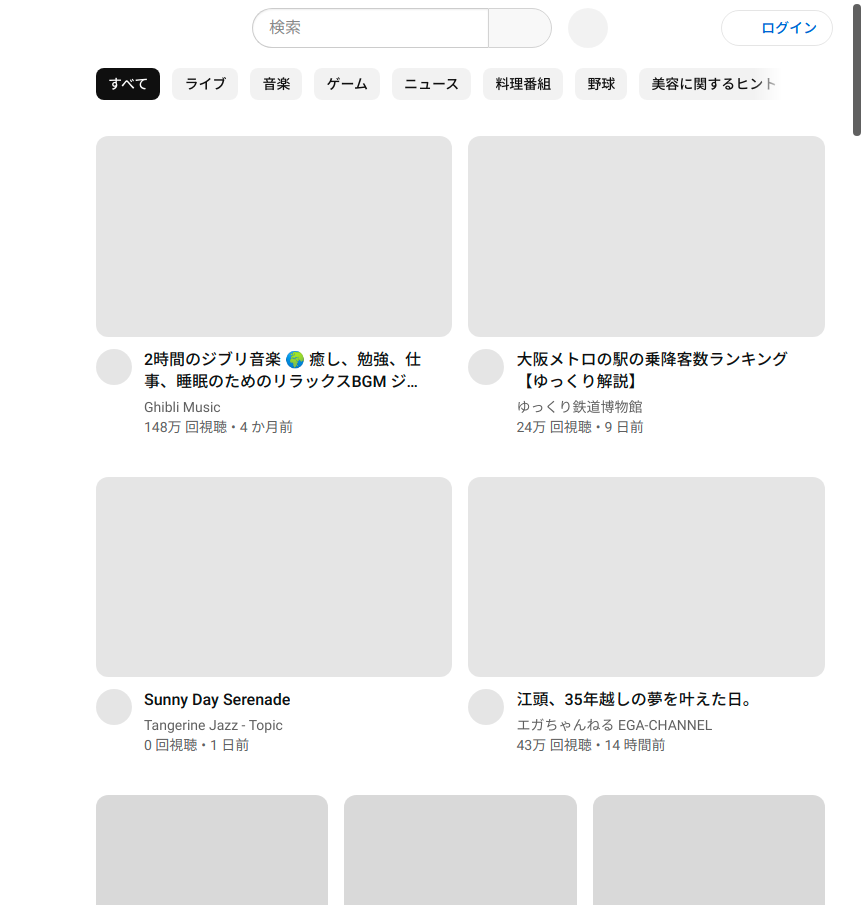 検索
ログイン
すべて
ライブ
音楽
ゲーム
ニュース
料理番組
野球
美容に関するヒント
2時間のジブリ音楽 🌍 癒し、勉強、仕
事、睡眠のためのリラックスBGM ジ...
Ghibli Music
148万 回視聴 • 4 か月前
大阪メトロの駅の乗降客数ランキング
【ゆっくり解説】
ゆっくり鉄道博物館
24万 回視聴 • 9 日前
Sunny Day Serenade
Tangerine Jazz - Topic
0 回視聴 • 1 日前
江頭、35年越しの夢を叶えた日。
エガちゃんねる EGA-CHANNEL
43万 回視聴 • 14 時間前